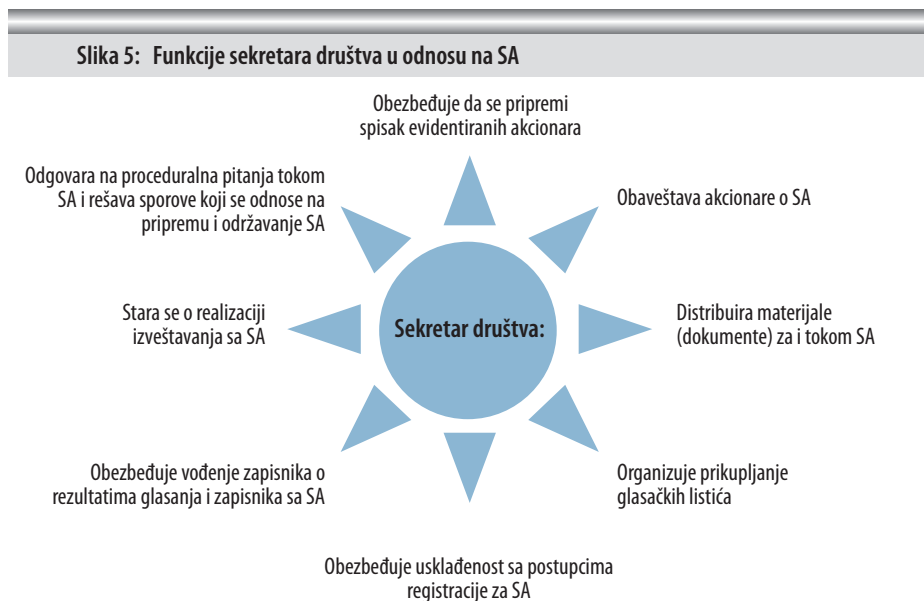 Slika 5: Funkcije sekretara društva u odnosu na SA
Obezbeđuje da se pripremi
spisak evidentiranih akcionara
Odgovara na proceduralna pitanja tokom
SA i rešava sporove koji se odnose na
pripremu i održavanje SA
Obaveštava akcionare o SA
Stara se o realizaciji
izveštavanja sa SA
Sekretar društva:
Distribuira materijale
(dokumente) za i tokom SA
Obezbeđuje vođenje zapisnika o
rezultatima glasanja i zapisnika sa SA
Organizuje prikupljanje
glasačkih listića
Obezbeđuje usklađenost sa postupcima
registracije za SA